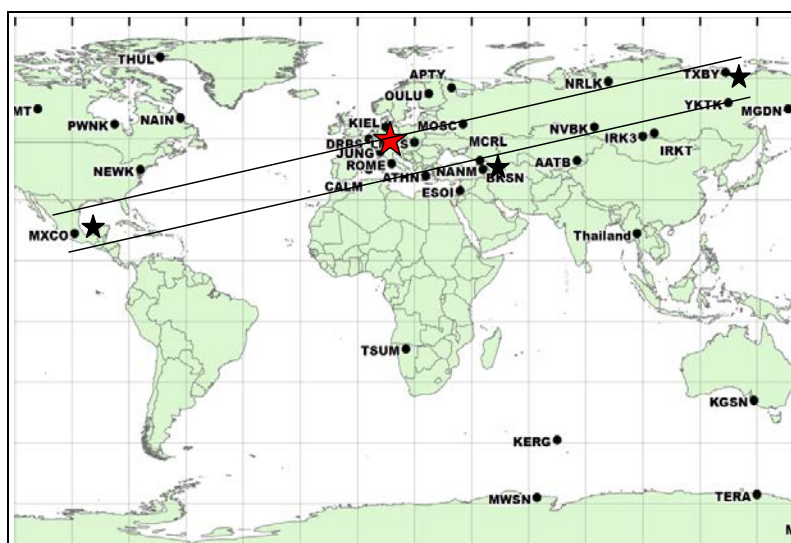 THUL
APTY
OULU
NRLK
TXBY
MT
PWNK
NAIN
KIEL
MOSC
YKTK
MGDN
NVBK
IRK3
IRKT
DRBS
JUNG
MCRL
AATB
NEWK
ROME
NANM
BKSN
CALM
ATHN
ESOI
MXCO
Thailand
TSUM
KGSN
KERG
MWSN
TERA
M